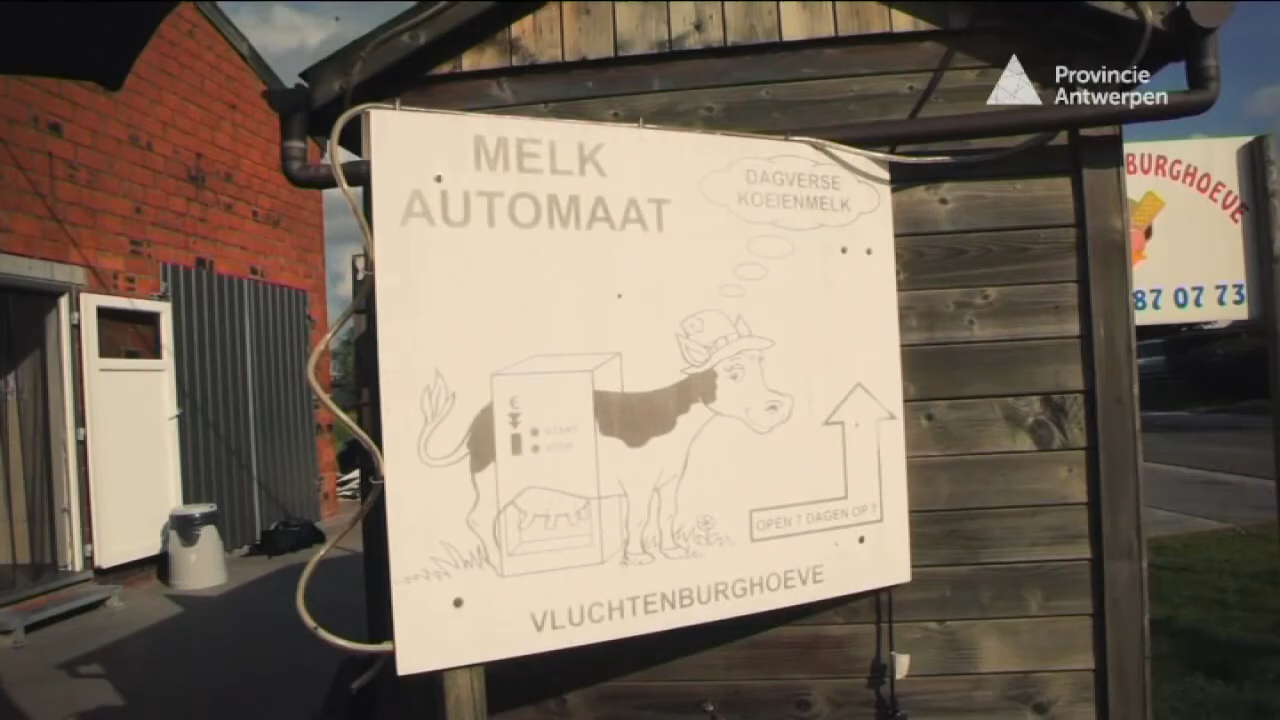 Provincie
Antwerpen
MELK
AUTOMAAT
DAGVERSE
KOEIENMELK
BURGHOEVE
87 07 73
€
START
STOP
OPEN 7 DAGEN OP 7
VLUCHTENBURGHOEVE